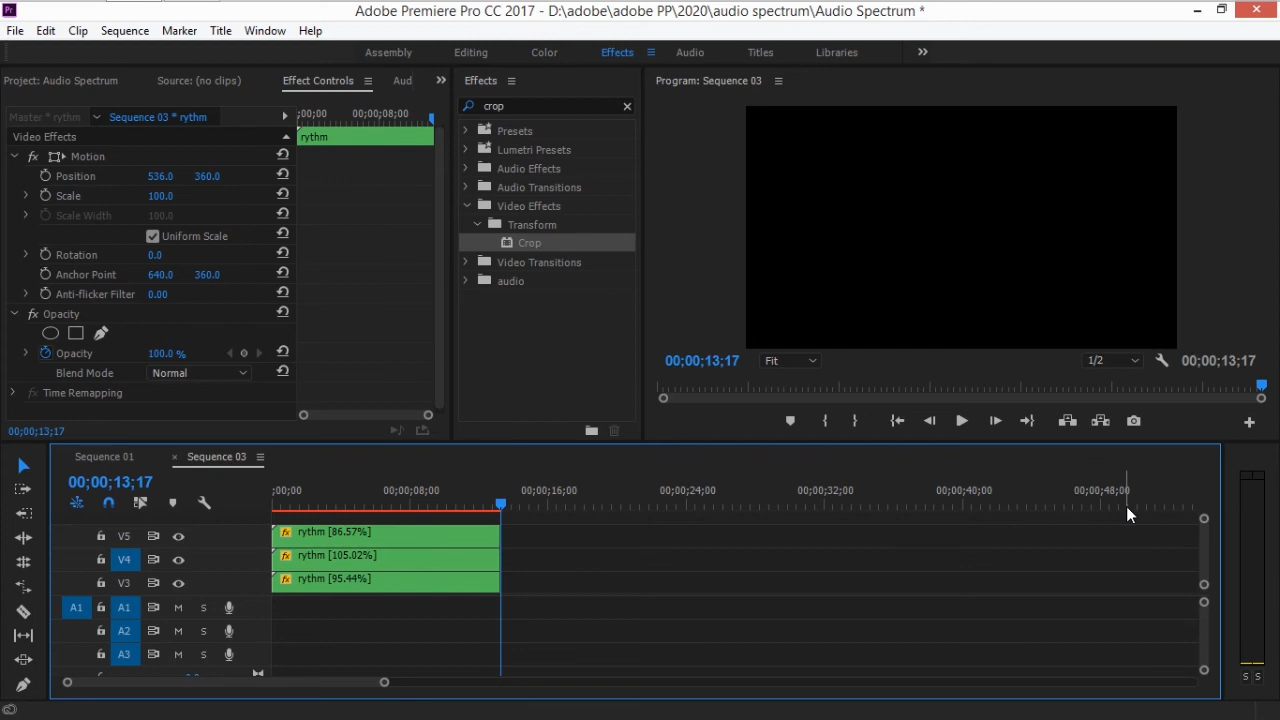 Pr Adobe Premiere Pro CC 2017 - D:\adobe\adobe PP\2020\audio spectrum\Audio Spectrum *
File Edit Clip Sequence Marker Title Window Help
Assembly Editing Color Effects Audio Titles Libraries
Project: Audio Spectrum Source: (no clips) Effect Controls Aud
Effects
Program: Sequence 03
Master * rythm Sequence 03 * rythm ;00;00 00;00;08;00
Video Effects rythm
Motion
Position 536.0 360.0
Scale 100.0
Scale Width 100.0
Uniform Scale
Rotation 0.0
Anchor Point 640.0 360.0
Anti-flicker Filter 0.00
Opacity
Opacity 100.0 %
Blend Mode Normal
Time Remapping
00;00;13;17
crop
Presets
Lumetri Presets
Audio Effects
Audio Transitions
Video Effects
Transform
Crop
Video Transitions
audio
00;00;13;17 Fit 1/2 00;00;13;17
Sequence 01 × Sequence 03
00;00;13;17
;00;00 00;00;08;00 00;00;16;00 00;00;24;00 00;00;32;00 00;00;40;00 00;00;48;00
V5 rythm [86.57%]
V4 rythm [105.02%]
V3 rythm [95.44%]
A1 A1 M S
A2 M S
A3 M S
S S